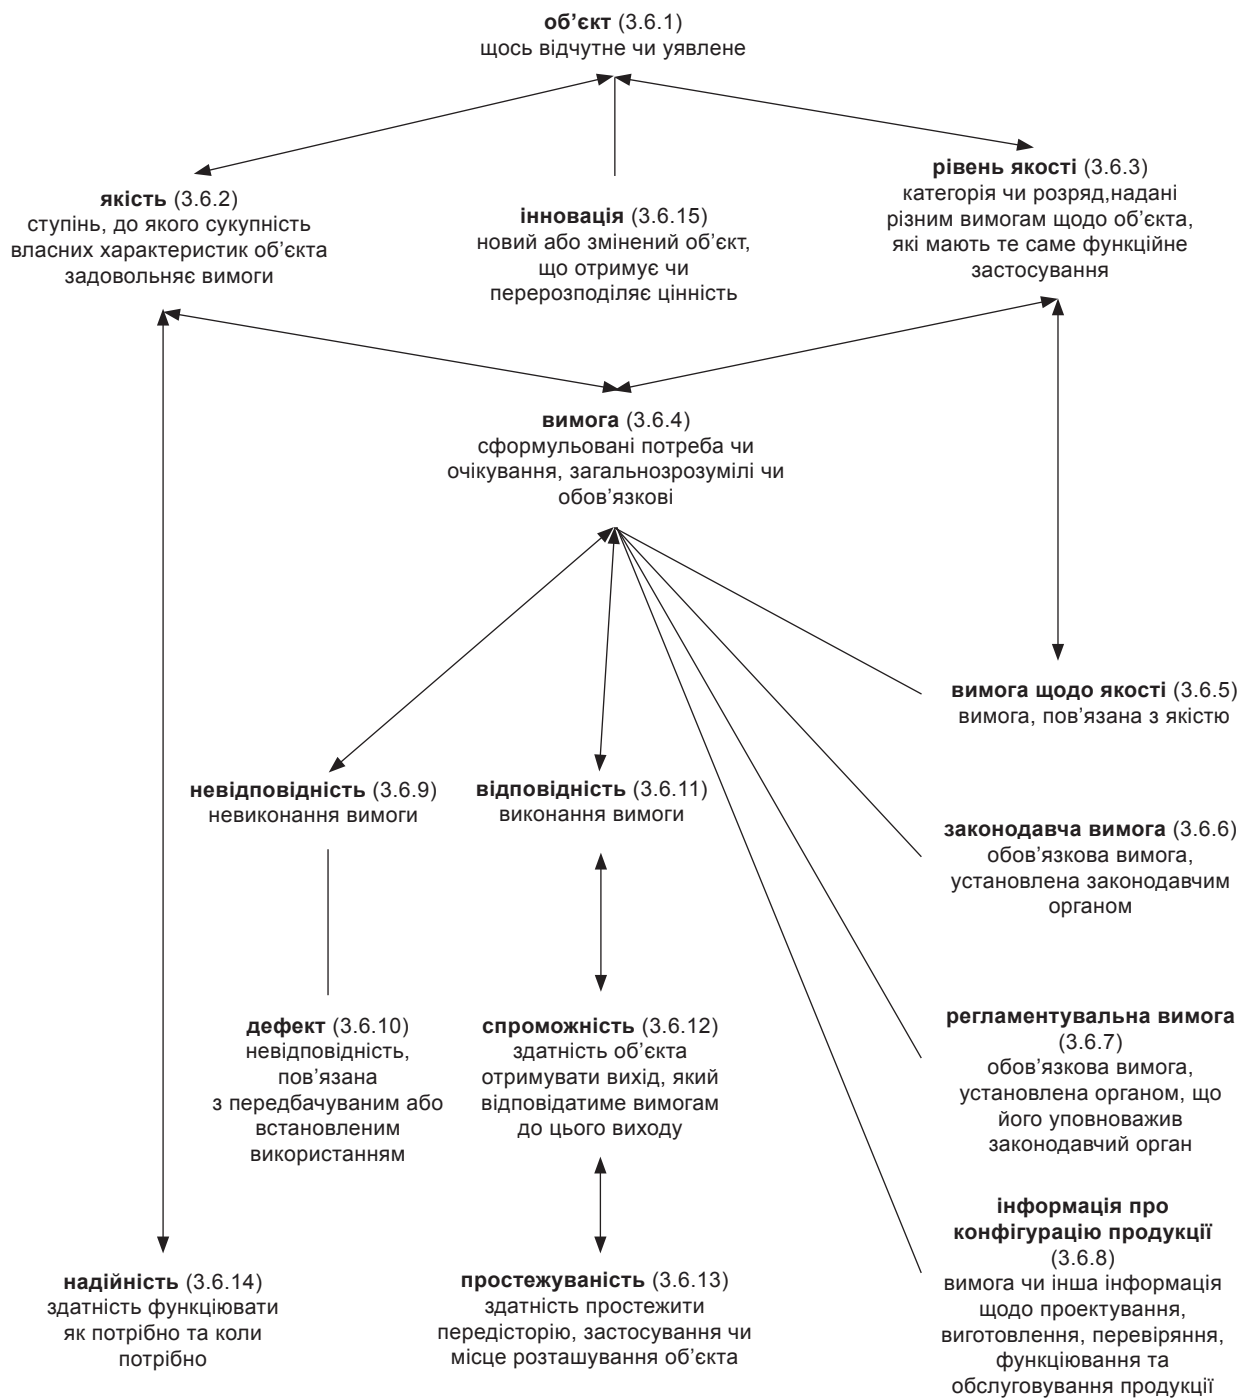 об’єкт (3.6.1)
щось відчутне чи уявлене
якість (3.6.2)
ступінь, до якого сукупність
власних характеристик об’єкта
задовольняє вимоги
інновація (3.6.15)
новий або змінений об’єкт,
що отримує чи
перерозподіляє цінність
рівень якості (3.6.3)
категорія чи розряд,надані
різним вимогам щодо об’єкта,
які мають те саме функційне
застосування
вимога (3.6.4)
сформульовані потреба чи
очікування, загальнозрозумілі чи
обов’язкові
вимога щодо якості (3.6.5)
вимога, пов’язана з якістю
невідповідність (3.6.9)
невиконання вимоги
відповідність (3.6.11)
виконання вимоги
законодавча вимога (3.6.6)
обов’язкова вимога,
установлена законодавчим
органом
дефект (3.6.10)
невідповідність,
пов’язана
з передбачуваним або
встановленим
використанням
спроможність (3.6.12)
здатність об’єкта
отримувати вихід, який
відповідатиме вимогам
до цього виходу
регламентувальна вимога
(3.6.7)
обов’язкова вимога,
установлена органом, що
його уповноважив
законодавчий орган
надійність (3.6.14)
здатність функціювати
як потрібно та коли
потрібно
простежуваність (3.6.13)
здатність простежити
передісторію, застосування чи
місце розташування об’єкта
інформація про
конфігурацію продукції
(3.6.8)
вимога чи інша інформація
щодо проектування,
виготовлення, перевіряння,
функціювання та
обслуговування продукції